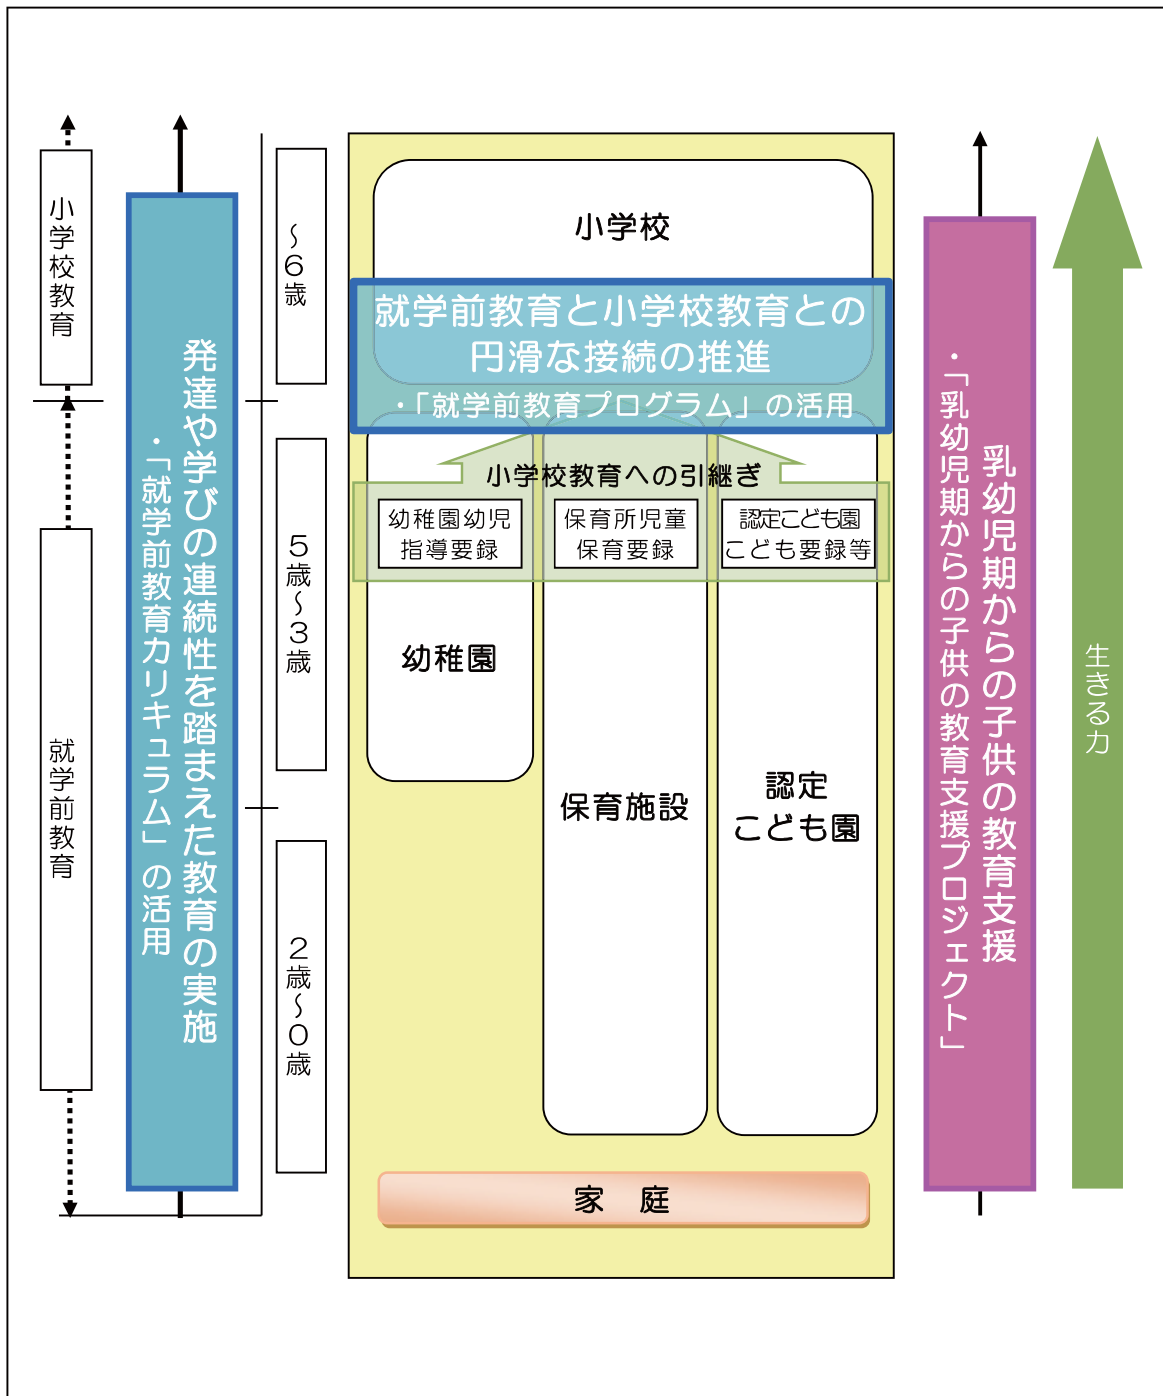 小学校教育
就学前教育
発達や学びの連続性を踏まえた教育の実施
・「就学前教育カリキュラム」の活用
～6歳
5歳～3歳
2歳～0歳
小学校
就学前教育と小学校教育との
円滑な接続の推進
・「就学前教育プログラム」の活用
小学校教育への引継ぎ
幼稚園幼児
指導要録
保育所児童
保育要録
認定こども園
こども要録等
幼稚園
保育施設
認定
こども園
家　庭
乳幼児期からの子供の教育支援
・「乳幼児期からの子供の教育支援プロジェクト」
生きる力